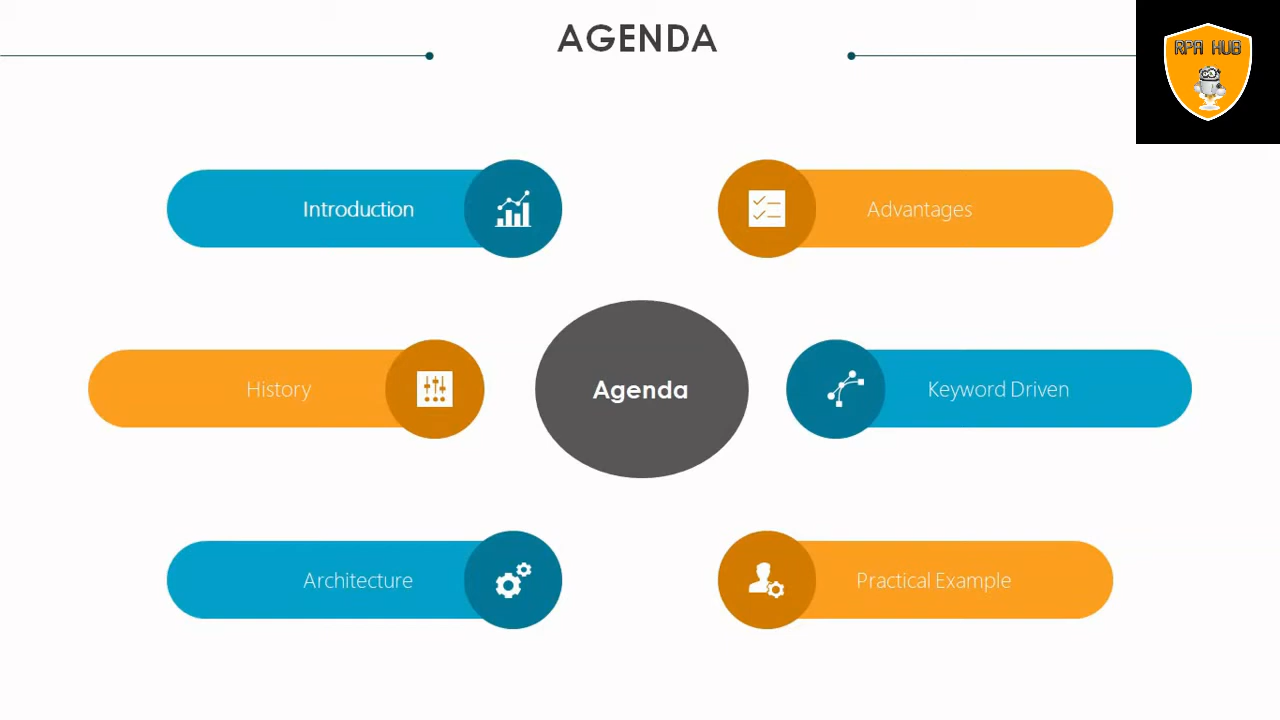 AGENDA
RPA HUB
Introduction
Advantages
History
Agenda
Keyword Driven
Architecture
Practical Example